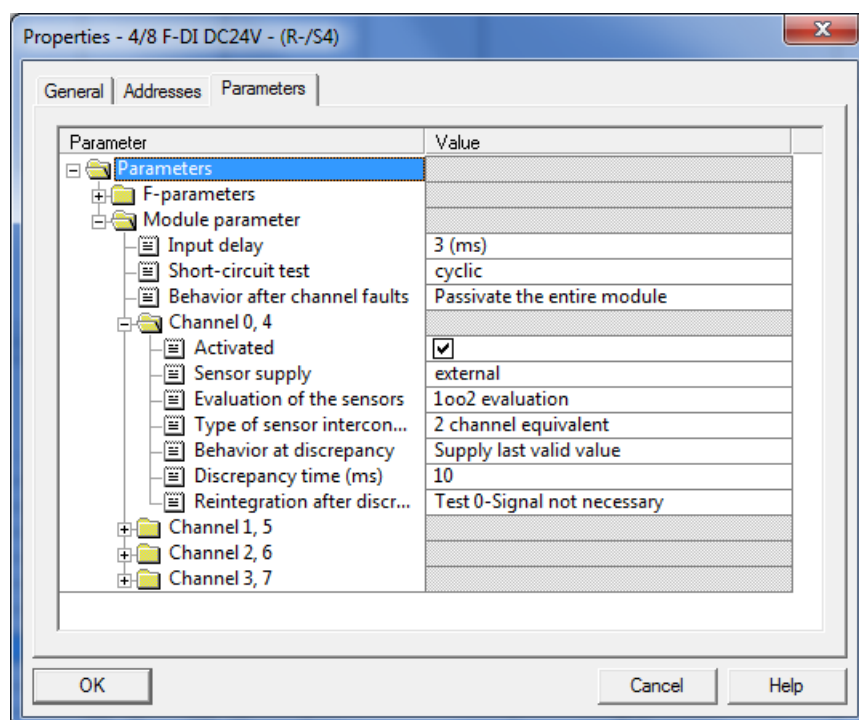 Properties - 4/8 F-DI DC24V - (R-/S4)
General Addresses Parameters
Parameter Value
Parameters
F-parameters
Module parameter
Input delay 3 (ms)
Short-circuit test cyclic
Behavior after channel faults Passivate the entire module
Channel 0, 4
Activated
Sensor supply external
Evaluation of the sensors 1oo2 evaluation
Type of sensor intercon... 2 channel equivalent
Behavior at discrepancy Supply last valid value
Discrepancy time (ms) 10
Reintegration after discr... Test 0-Signal not necessary
Channel 1, 5
Channel 2, 6
Channel 3, 7
OK Cancel Help